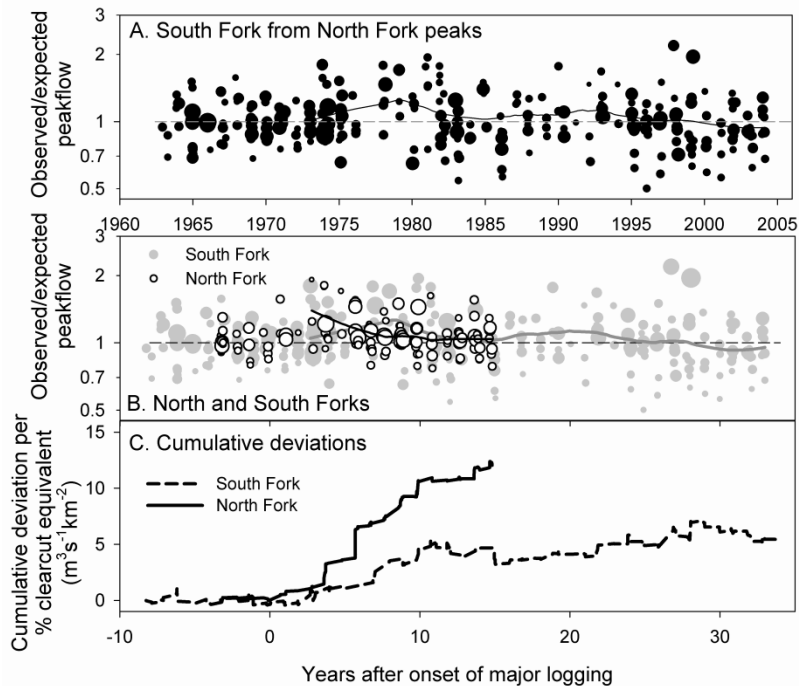 3
A. South Fork from North Fork peaks
2
Observed/expected
peakflow
1
0.7
0.5
1960 1965 1970 1975 1980 1985 1990 1995 2000 2005
3
South Fork
North Fork
2
Observed/expected
peakflow
1
0.7
0.5
B. North and South Forks
15
C. Cumulative deviations
South Fork
North Fork
10
5
0
Cumulative deviation per
% clearcut equivalent
(m³s⁻¹km⁻²)
-10 0 10 20 30
Years after onset of major logging